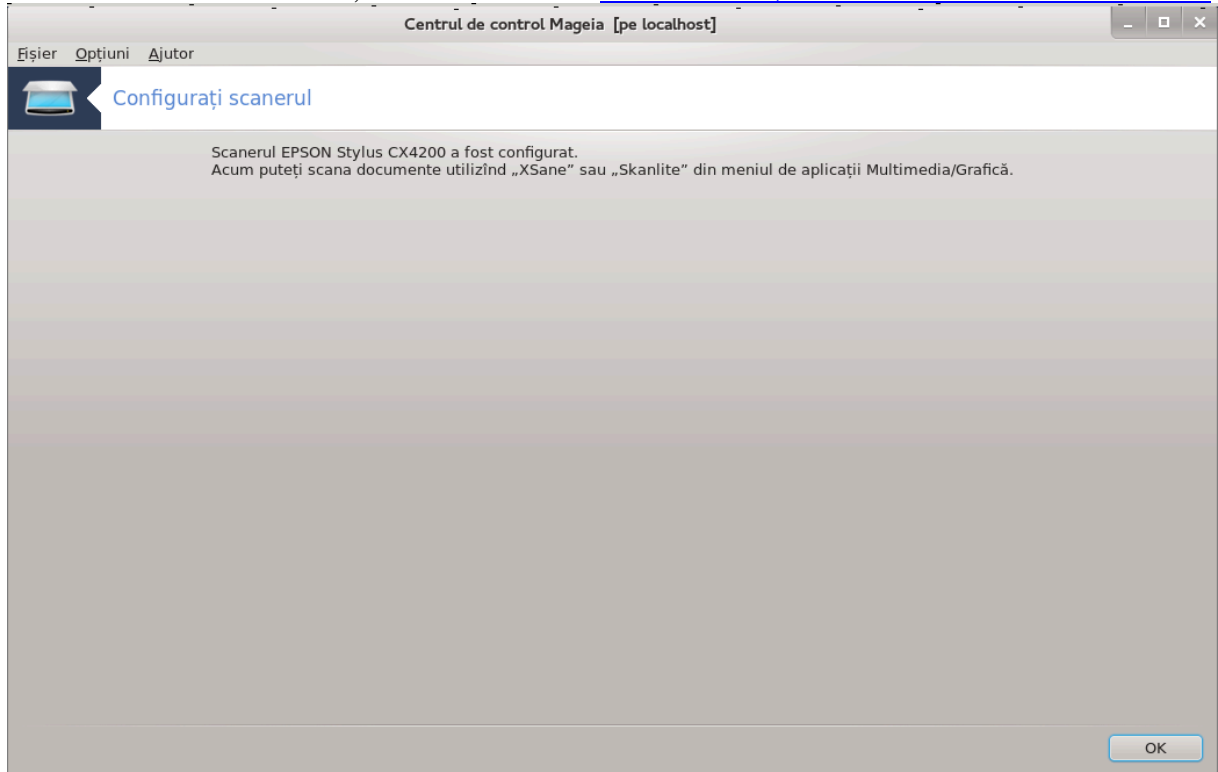 Centrul de control Mageia [pe localhost]
Fișier Opțiuni Ajutor
Configurați scanerul
Scanerul EPSON Stylus CX4200 a fost configurat.
Acum puteți scana documente utilizînd „XSane” sau „Skanlite” din meniul de aplicații Multimedia/Grafică.
OK